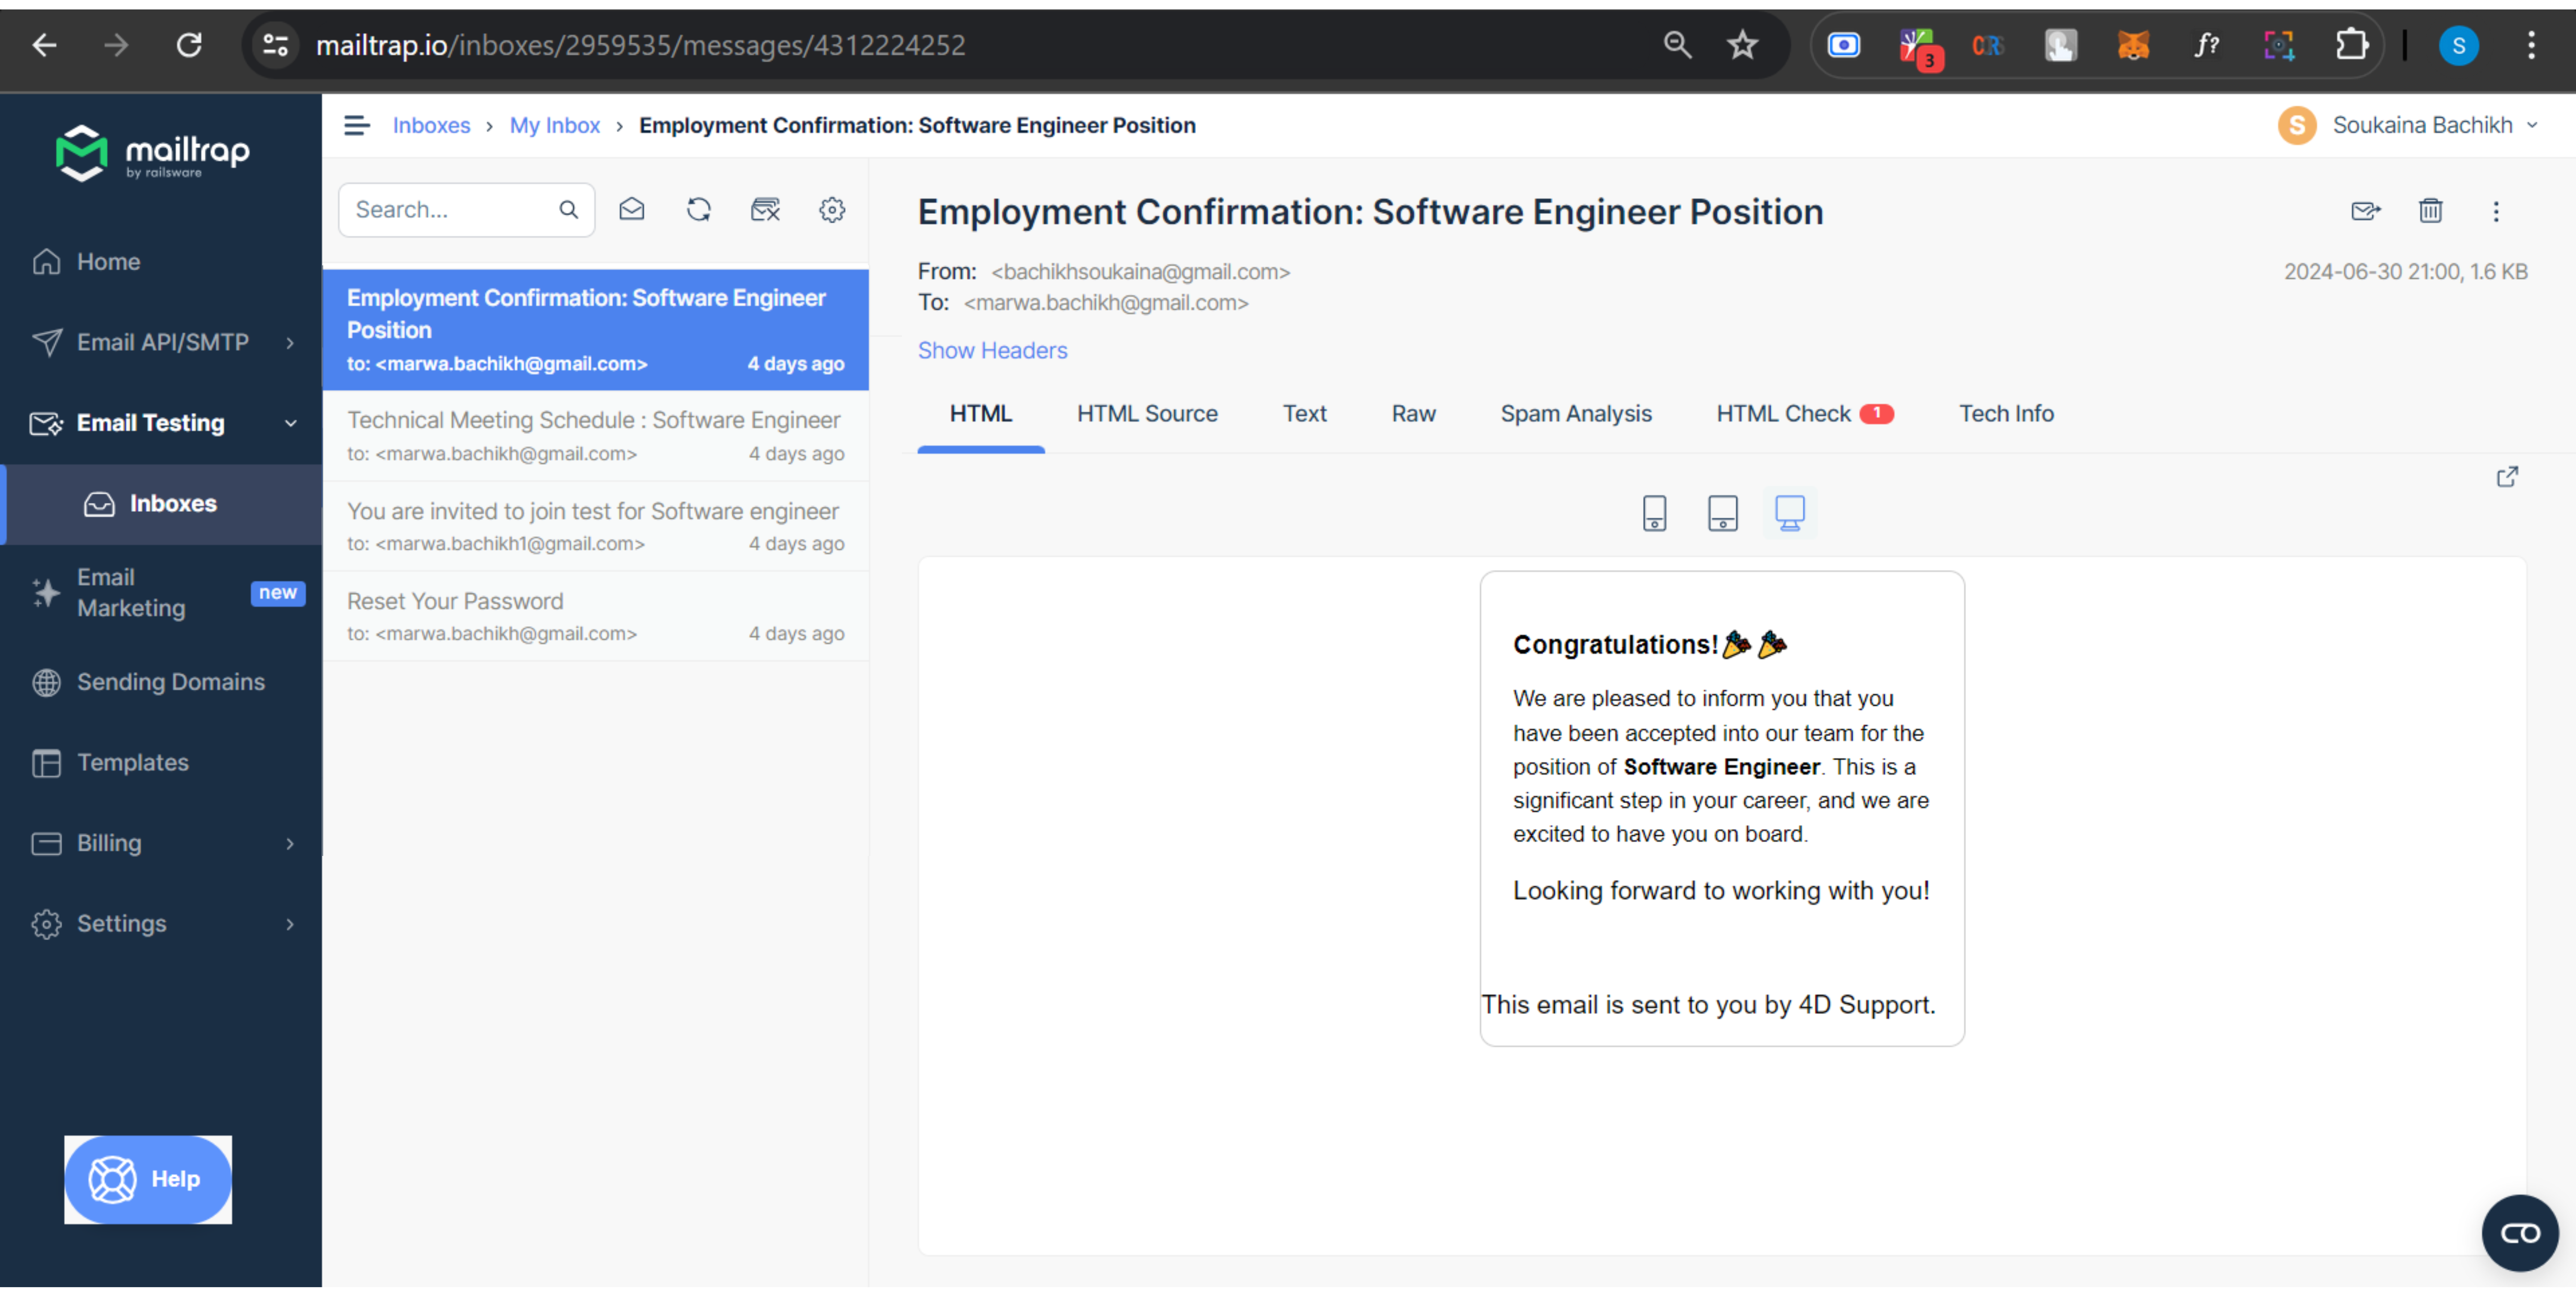 mailtrap.io/inboxes/2959535/messages/4312224252
3
CORS
f?
S
mailtrap
by railsware
Inboxes › My Inbox › Employment Confirmation: Software Engineer Position
S Soukaina Bachikh
Home
Email API/SMTP
Email Testing
Inboxes
Email
Marketing
new
Sending Domains
Templates
Billing
Settings
Help
Search...
Employment Confirmation: Software Engineer
Position
to: <marwa.bachikh@gmail.com> 4 days ago
Technical Meeting Schedule : Software Engineer
to: <marwa.bachikh@gmail.com> 4 days ago
You are invited to join test for Software engineer
to: <marwa.bachikh1@gmail.com> 4 days ago
Reset Your Password
to: <marwa.bachikh@gmail.com> 4 days ago
Employment Confirmation: Software Engineer Position
From: <bachikhsoukaina@gmail.com>
2024-06-30 21:00, 1.6 KB
To: <marwa.bachikh@gmail.com>
Show Headers
HTML HTML Source Text Raw Spam Analysis HTML Check 1 Tech Info
Congratulations!🎉🎉
We are pleased to inform you that you
have been accepted into our team for the
position of Software Engineer. This is a
significant step in your career, and we are
excited to have you on board.
Looking forward to working with you!
This email is sent to you by 4D Support.